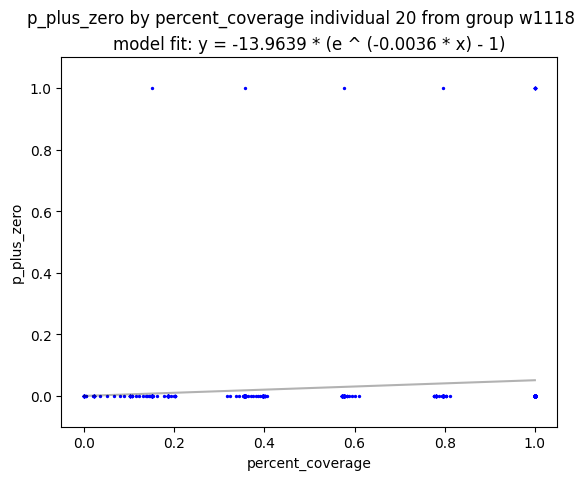 p_plus_zero by percent_coverage individual 20 from group w1118
model fit: y = -13.9639 * (e ^ (-0.0036 * x) - 1)
1.0
0.8
0.6
0.4
0.2
0.0
p_plus_zero
0.0 0.2 0.4 0.6 0.8 1.0
percent_coverage